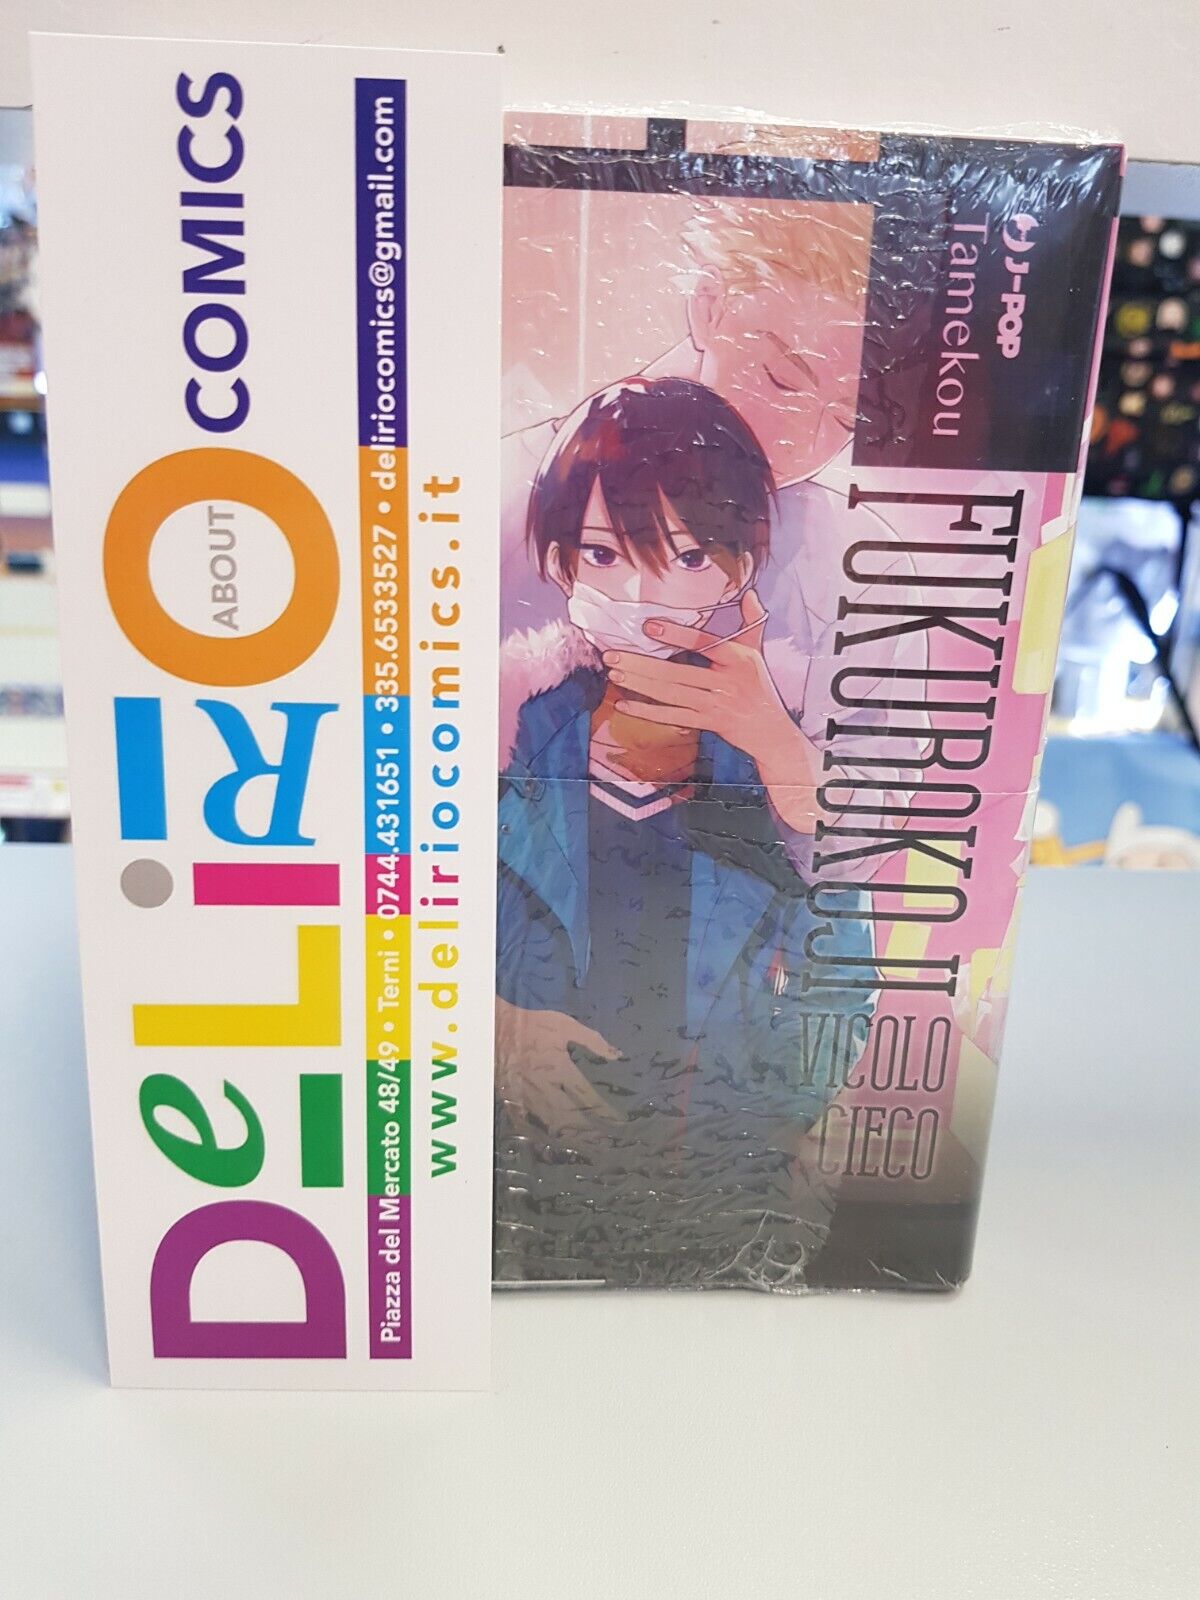 DeLiRiO
ABOUT
COMICS
Piazza del Mercato 48/49 • Terni • 0744.431651 • 335.6533527 • deliriocomics@gmail.com
www.deliriocomics.it
J-POP
Tamekou
FUKUROKOJI
VICOLO
CIECO